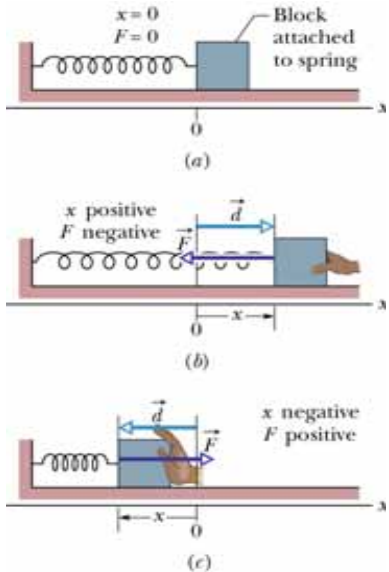 x = 0
F = 0
Block
attached
to spring
x
0
(a)
x positive
F negative
d
F
x
0
x
(b)
d
x negative
F positive
F
x
x
0
(c)